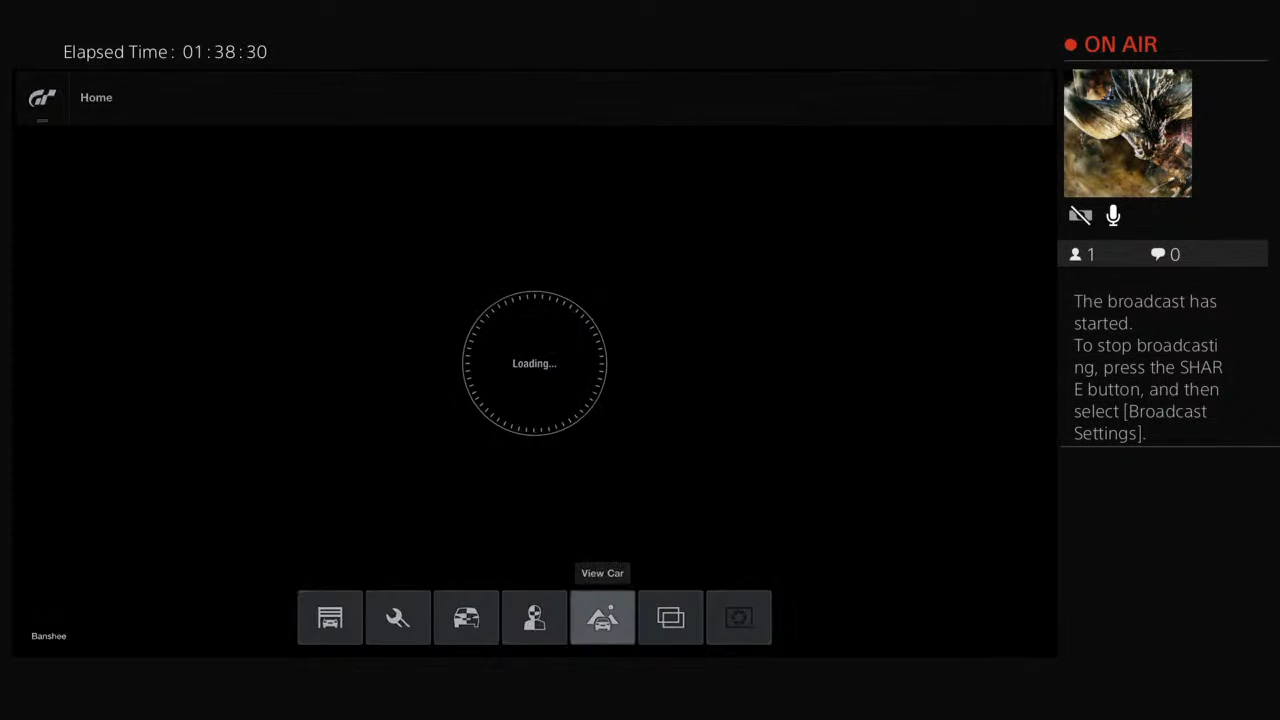 Elapsed Time: 01:38:30
ON AIR
GT
Home
1
0
The broadcast has
started.
To stop broadcasti
ng, press the SHAR
E button, and then
select [Broadcast
Settings].
Loading...
View Car
Banshee